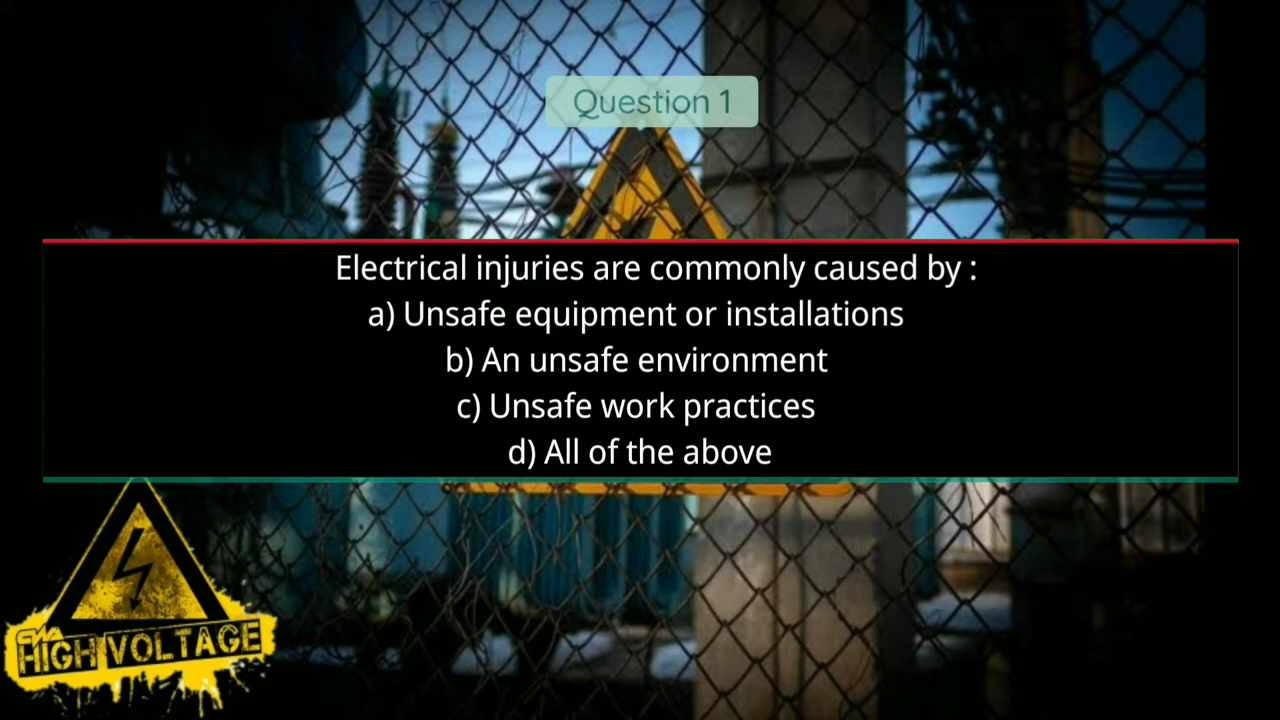 Question 1
Electrical injuries are commonly caused by :
a) Unsafe equipment or installations
b) An unsafe environment
c) Unsafe work practices
d) All of the above
HIGH VOLTAGE